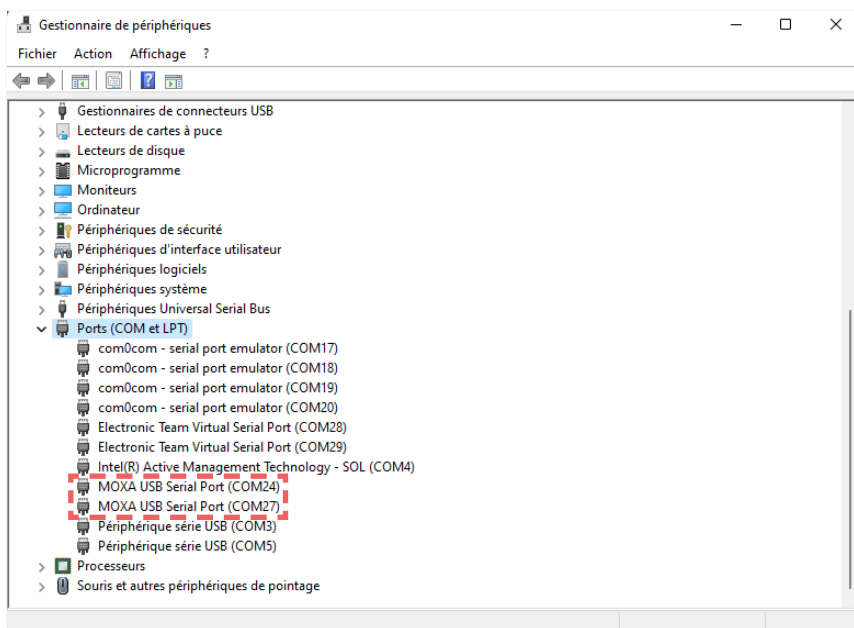 Gestionnaire de périphériques
Fichier Action Affichage ?
Gestionnaires de connecteurs USB
Lecteurs de cartes à puce
Lecteurs de disque
Microprogramme
Moniteurs
Ordinateur
Périphériques de sécurité
Périphériques d'interface utilisateur
Périphériques logiciels
Périphériques système
Périphériques Universal Serial Bus
Ports (COM et LPT)
com0com - serial port emulator (COM17)
com0com - serial port emulator (COM18)
com0com - serial port emulator (COM19)
com0com - serial port emulator (COM20)
Electronic Team Virtual Serial Port (COM28)
Electronic Team Virtual Serial Port (COM29)
Intel(R) Active Management Technology - SOL (COM4)
MOXA USB Serial Port (COM24)
MOXA USB Serial Port (COM27)
Périphérique série USB (COM3)
Périphérique série USB (COM5)
Processeurs
Souris et autres périphériques de pointage